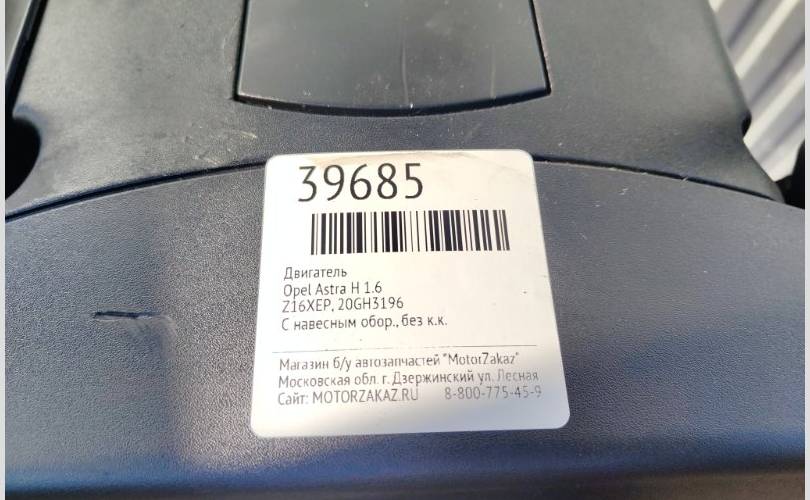 39685
Двигатель
Opel Astra H 1.6
Z16XEP, 20GH3196
С навесным обор., без к.к.
Магазин б/у автозапчастей "MotorZakaz"
Московская обл. г. Дзержинский ул. Лесная
Сайт: MOTORZAKAZ.RU 8-800-775-45-9